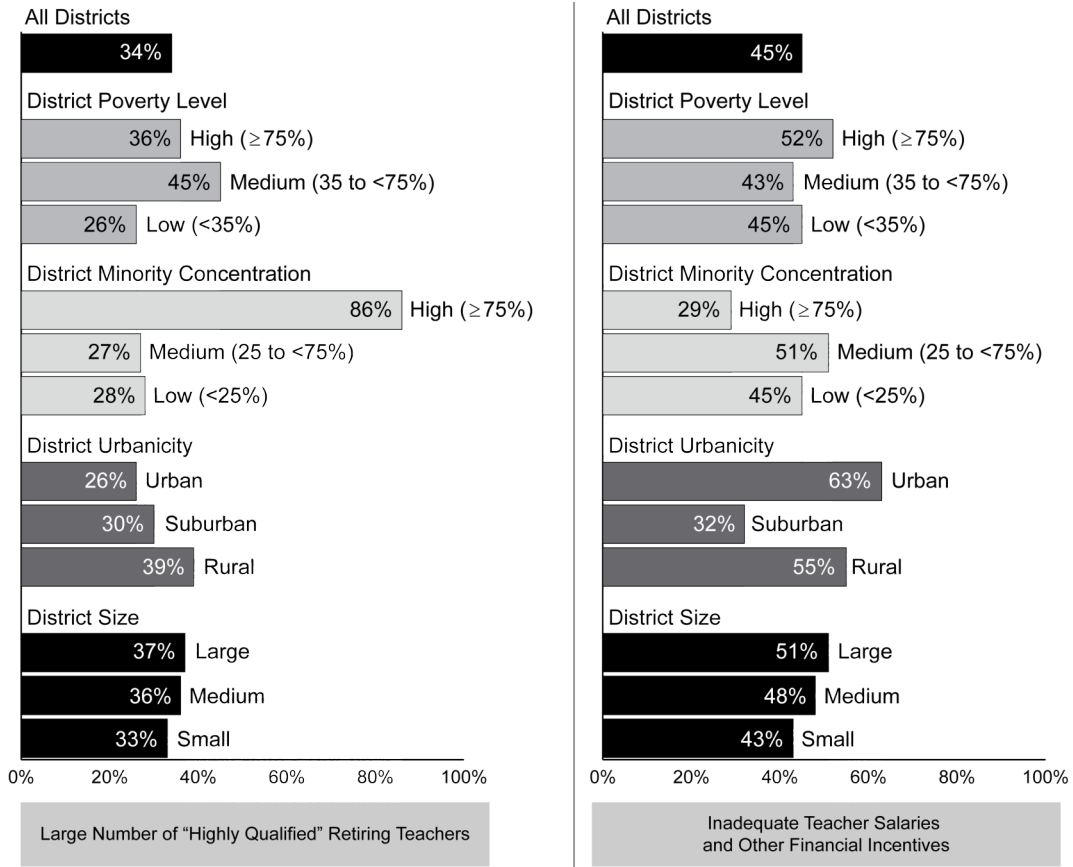 All Districts
34%
District Poverty Level
36% High (≥75%)
45% Medium (35 to <75%)
26% Low (<35%)
District Minority Concentration
86% High (≥75%)
27% Medium (25 to <75%)
28% Low (<25%)
District Urbanicity
26% Urban
30% Suburban
39% Rural
District Size
37% Large
36% Medium
33% Small
0% 20% 40% 60% 80% 100%
Large Number of “Highly Qualified” Retiring Teachers
All Districts
45%
District Poverty Level
52% High (≥75%)
43% Medium (35 to <75%)
45% Low (<35%)
District Minority Concentration
29% High (≥75%)
51% Medium (25 to <75%)
45% Low (<25%)
District Urbanicity
63% Urban
32% Suburban
55% Rural
District Size
51% Large
48% Medium
43% Small
0% 20% 40% 60% 80% 100%
Inadequate Teacher Salaries
and Other Financial Incentives